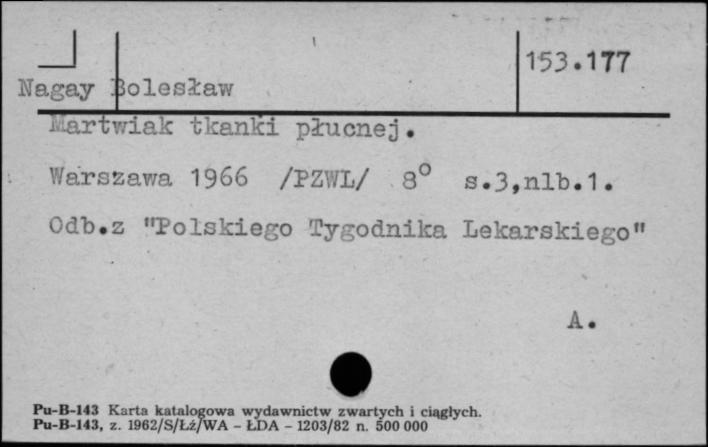 153.177
Nagay Bolesław
Martwiak tkanki płucnej.
Warszawa 1966 /PZWL/ 8° s.3,nlb.1.
Odb.z "Polskiego Tygodnika Lekarskiego"
A.
Pu-B-143 Karta katalogowa wydawnictw zwartych i ciągłych.
Pu-B-143, z. 1962/S/Łź/WA – ŁDA – 1203/82 n. 500 000